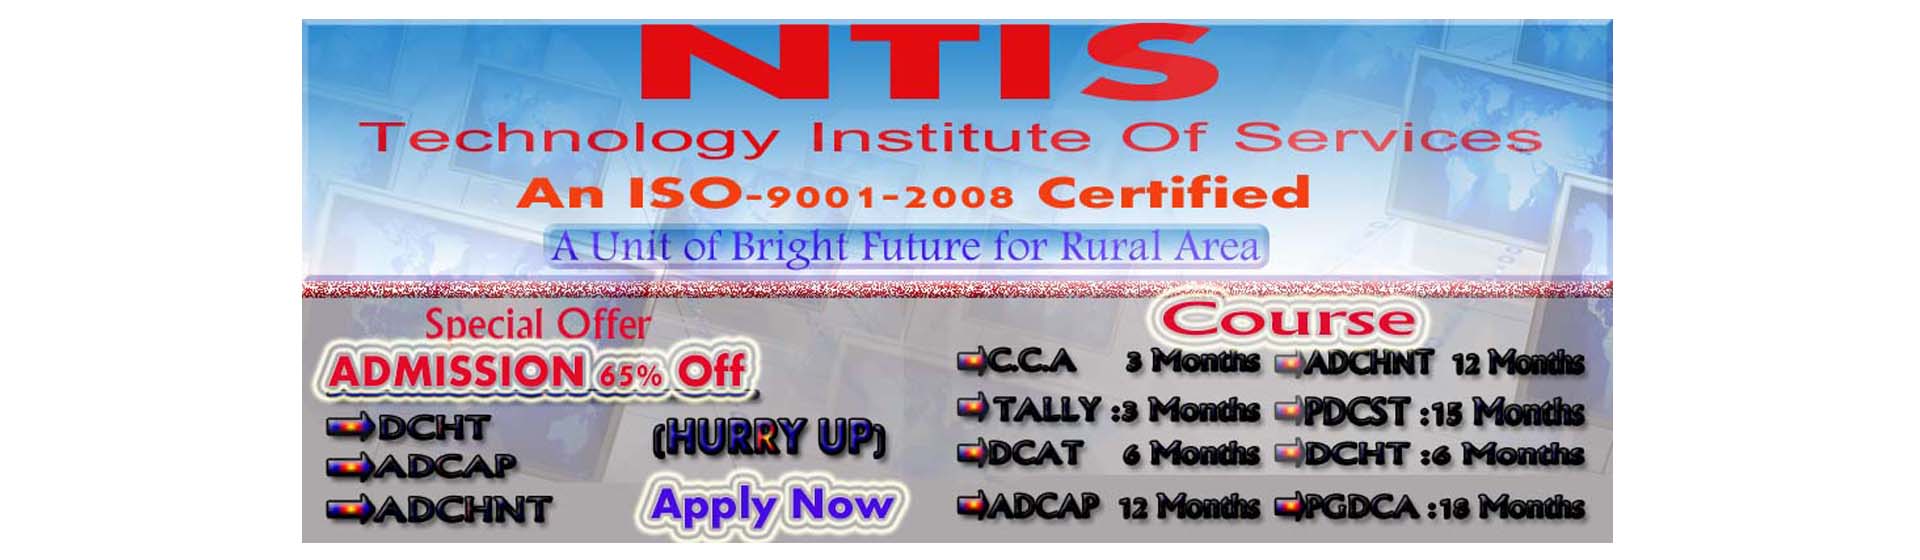 NTIS
Technology Institute Of Services
An ISO-9001-2008 Certified
A Unit of Bright Future for Rural Area
Special Offer
ADMISSION 65% Off
DCHT
ADCAP
ADCHNT
(HURRY UP)
Apply Now
Course
C.C.A 3 Months ADCHNT 12 Months
TALLY :3 Months PDCST :15 Months
DCAT 6 Months DCHT :6 Months
ADCAP 12 Months PGDCA :18 Months